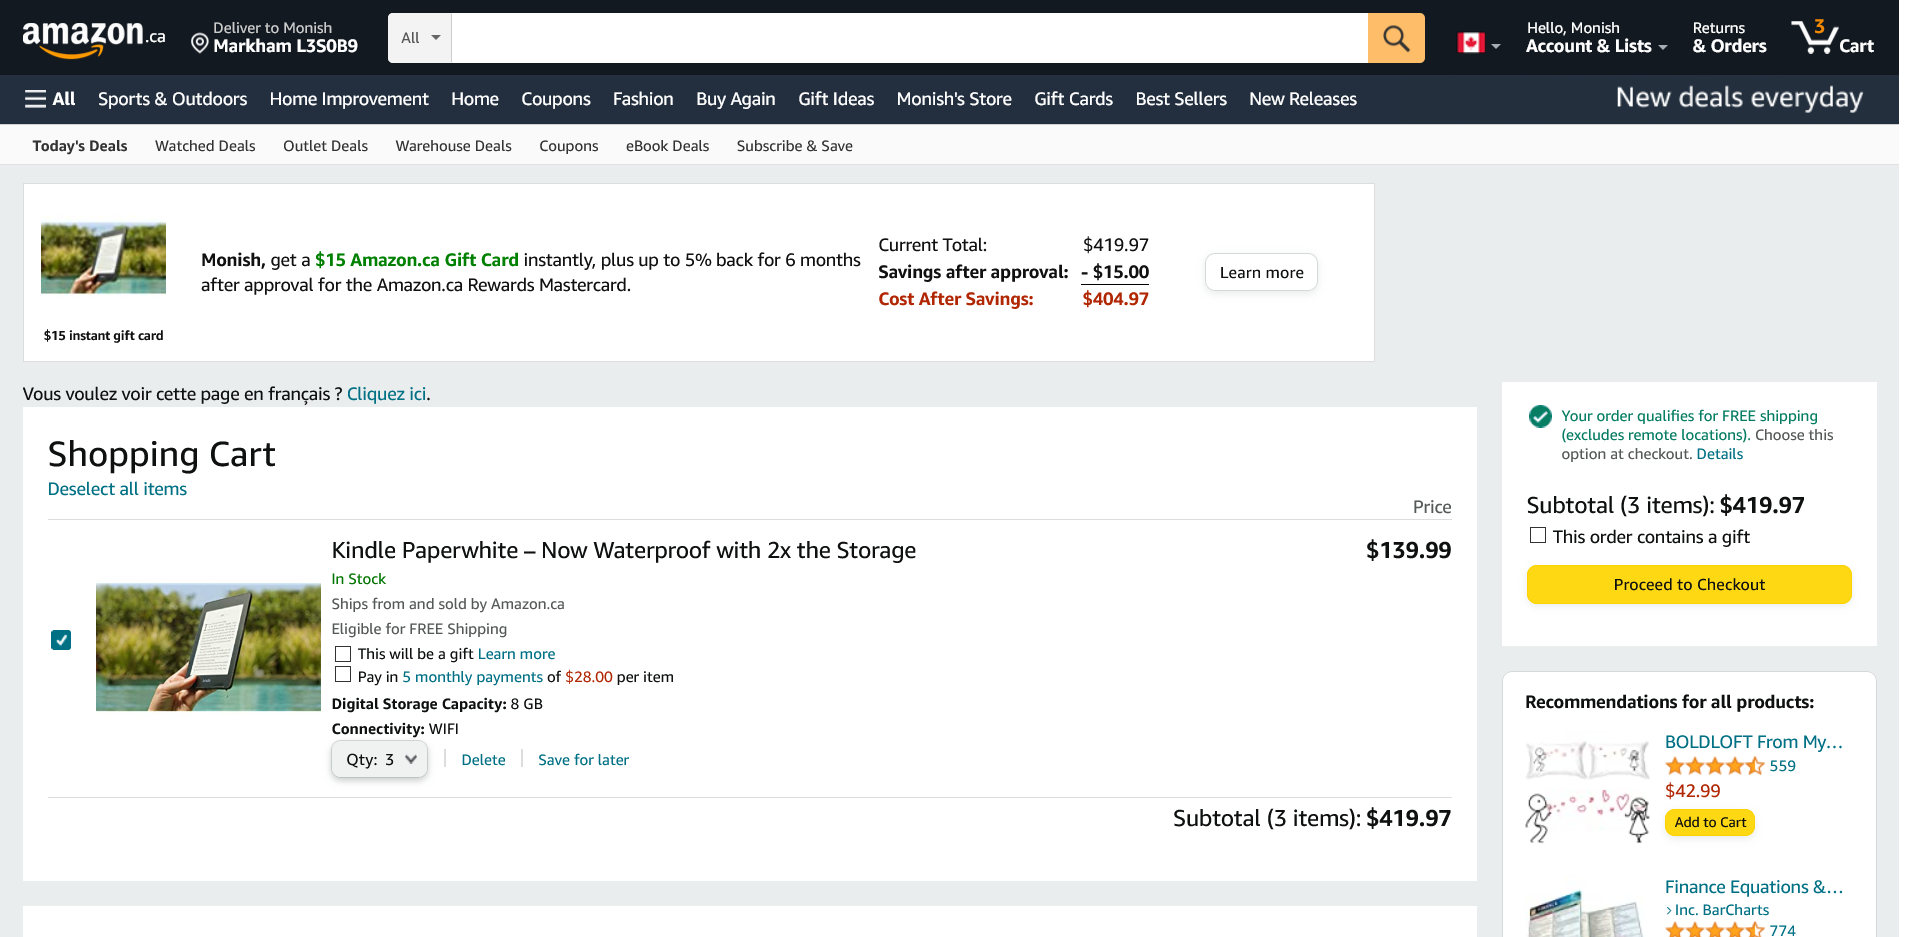 amazon.ca
Deliver to Monish
Markham L3S0B9
All
Hello, Monish
Account & Lists
Returns
& Orders
3
Cart
All Sports & Outdoors Home Improvement Home Coupons Fashion Buy Again Gift Ideas Monish's Store Gift Cards Best Sellers New Releases
New deals everyday
Today's Deals Watched Deals Outlet Deals Warehouse Deals Coupons eBook Deals Subscribe & Save
$15 instant gift card
Monish, get a $15 Amazon.ca Gift Card instantly, plus up to 5% back for 6 months
after approval for the Amazon.ca Rewards Mastercard.
Current Total: $419.97
Savings after approval: - $15.00
Cost After Savings: $404.97
Learn more
Vous voulez voir cette page en français ? Cliquez ici.
Shopping Cart
Deselect all items
Price
Kindle Paperwhite – Now Waterproof with 2x the Storage $139.99
In Stock
Ships from and sold by Amazon.ca
Eligible for FREE Shipping
This will be a gift Learn more
Pay in 5 monthly payments of $28.00 per item
Digital Storage Capacity: 8 GB
Connectivity: WIFI
Qty: 3 Delete Save for later
Subtotal (3 items): $419.97
Your order qualifies for FREE shipping
(excludes remote locations). Choose this
option at checkout. Details
Subtotal (3 items): $419.97
This order contains a gift
Proceed to Checkout
Recommendations for all products:
BOLDLOFT From My…
559
$42.99
Add to Cart
Finance Equations &…
› Inc. BarCharts
774